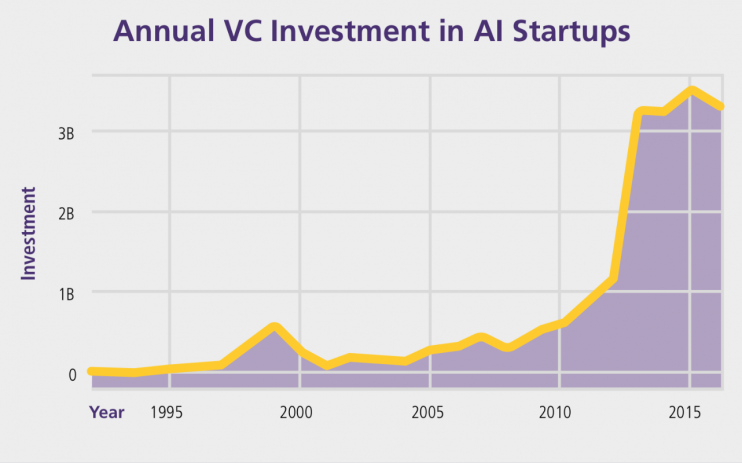 Annual VC Investment in AI Startups
3B
2B
1B
0
Investment
Year 1995 2000 2005 2010 2015